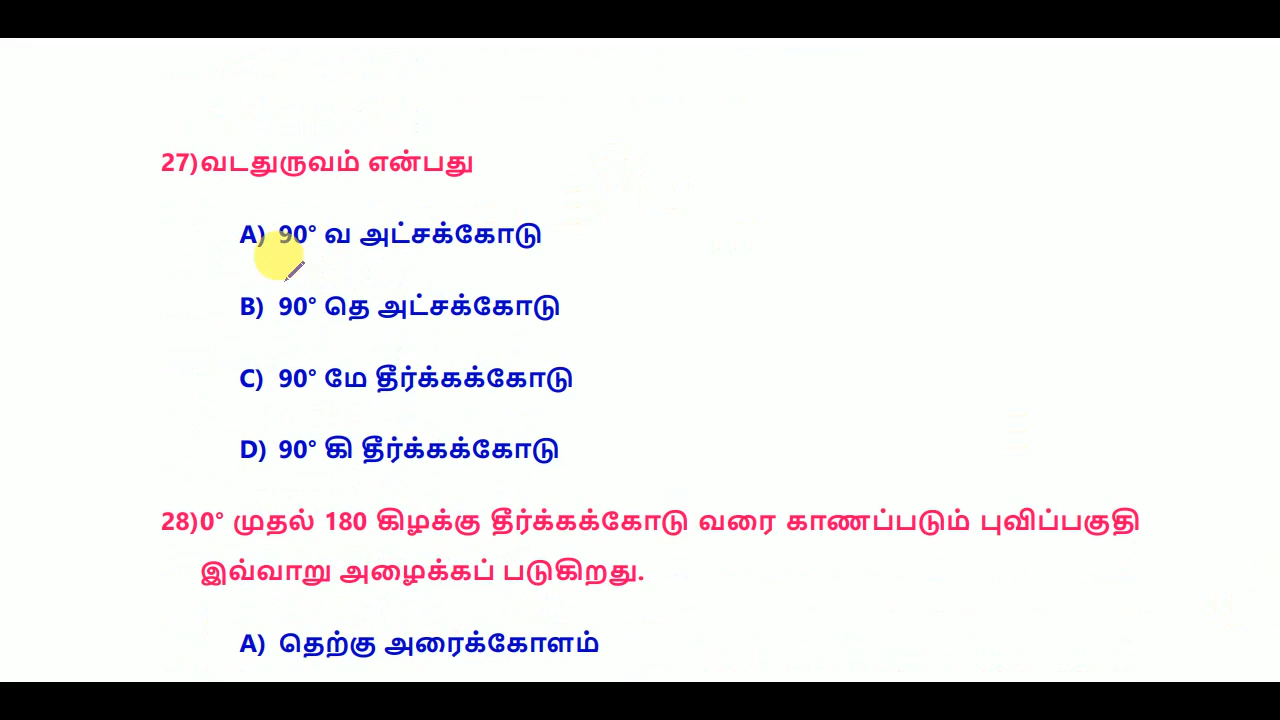 27)வடதுருவம் என்பது
A) 90° வ அட்சக்கோடு
B) 90° தெ அட்சக்கோடு
C) 90° மே தீர்க்கக்கோடு
D) 90° கி தீர்க்கக்கோடு
28)0° முதல் 180 கிழக்கு தீர்க்கக்கோடு வரை காணப்படும் புவிப்பகுதி
இவ்வாறு அழைக்கப் படுகிறது.
A) தெற்கு அரைக்கோளம்